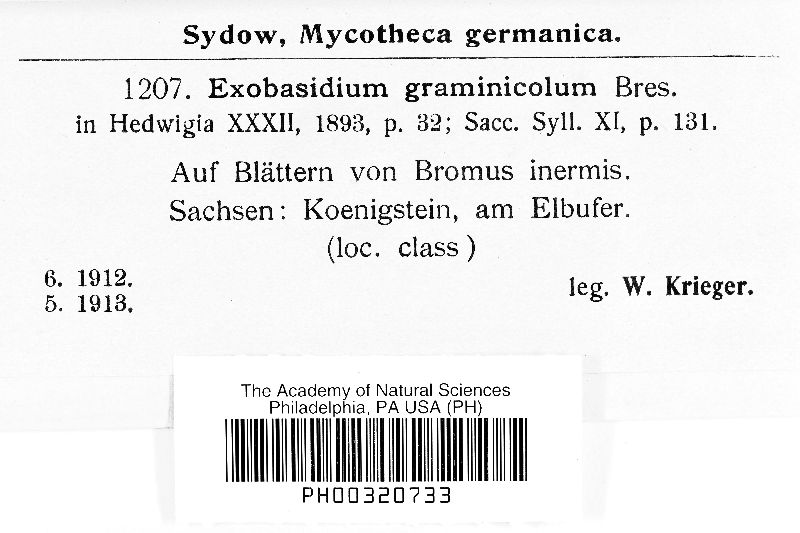 Sydow, Mycotheca germanica.
1207. Exobasidium graminicolum Bres.
in Hedwigia XXXII, 1893, p. 32; Sacc. Syll. XI, p. 131.
Auf Blättern von Bromus inermis.
Sachsen: Koenigstein, am Elbufer.
(loc. class)
6. 1912.
5. 1913.
leg. W. Krieger.
The Academy of Natural Sciences
Philadelphia, PA USA (PH)
PH00320733